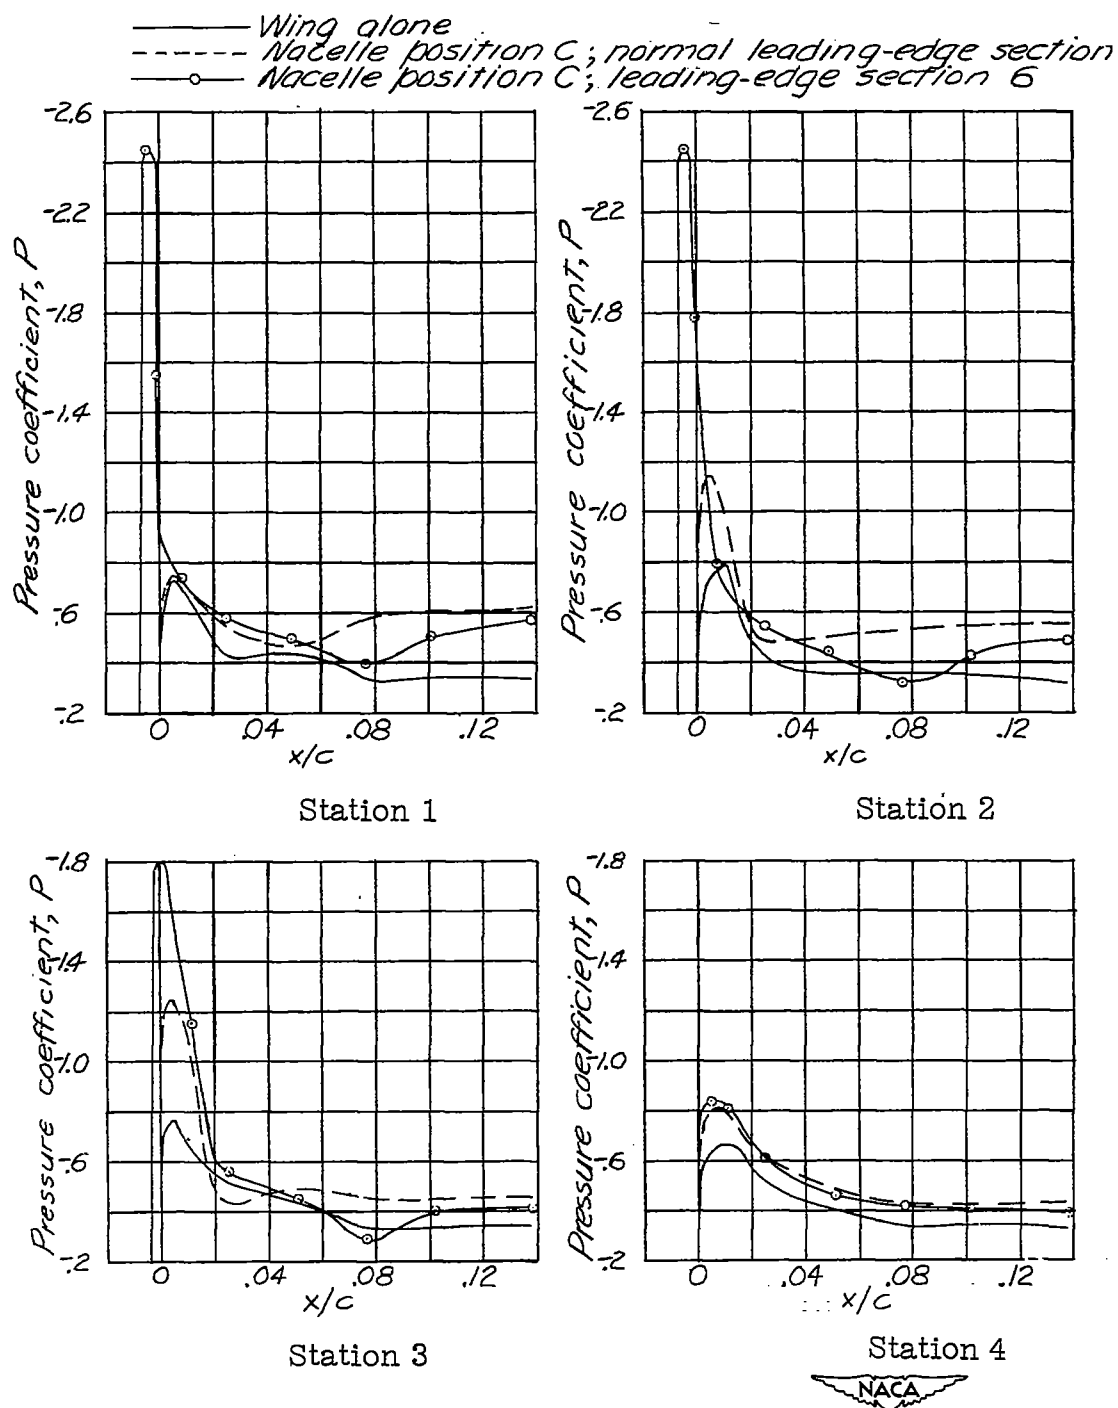 Wing alone
Nacelle position C; normal leading-edge section
Nacelle position C; leading-edge section 6
-2.6
-2.2
-1.8
-1.4
-1.0
-.6
-.2
Pressure coefficient, P
0 .04 .08 .12
x/c
Station 1
-2.6
-2.2
-1.8
-1.4
-1.0
-.6
-.2
Pressure coefficient, P
0 .04 .08 .12
x/c
Station 2
-1.8
-1.4
-1.0
-.6
-.2
Pressure coefficient, P
0 .04 .08 .12
x/c
Station 3
-1.8
-1.4
-1.0
-.6
-.2
Pressure coefficient, P
0 .04 .08 .12
x/c
Station 4
NACA